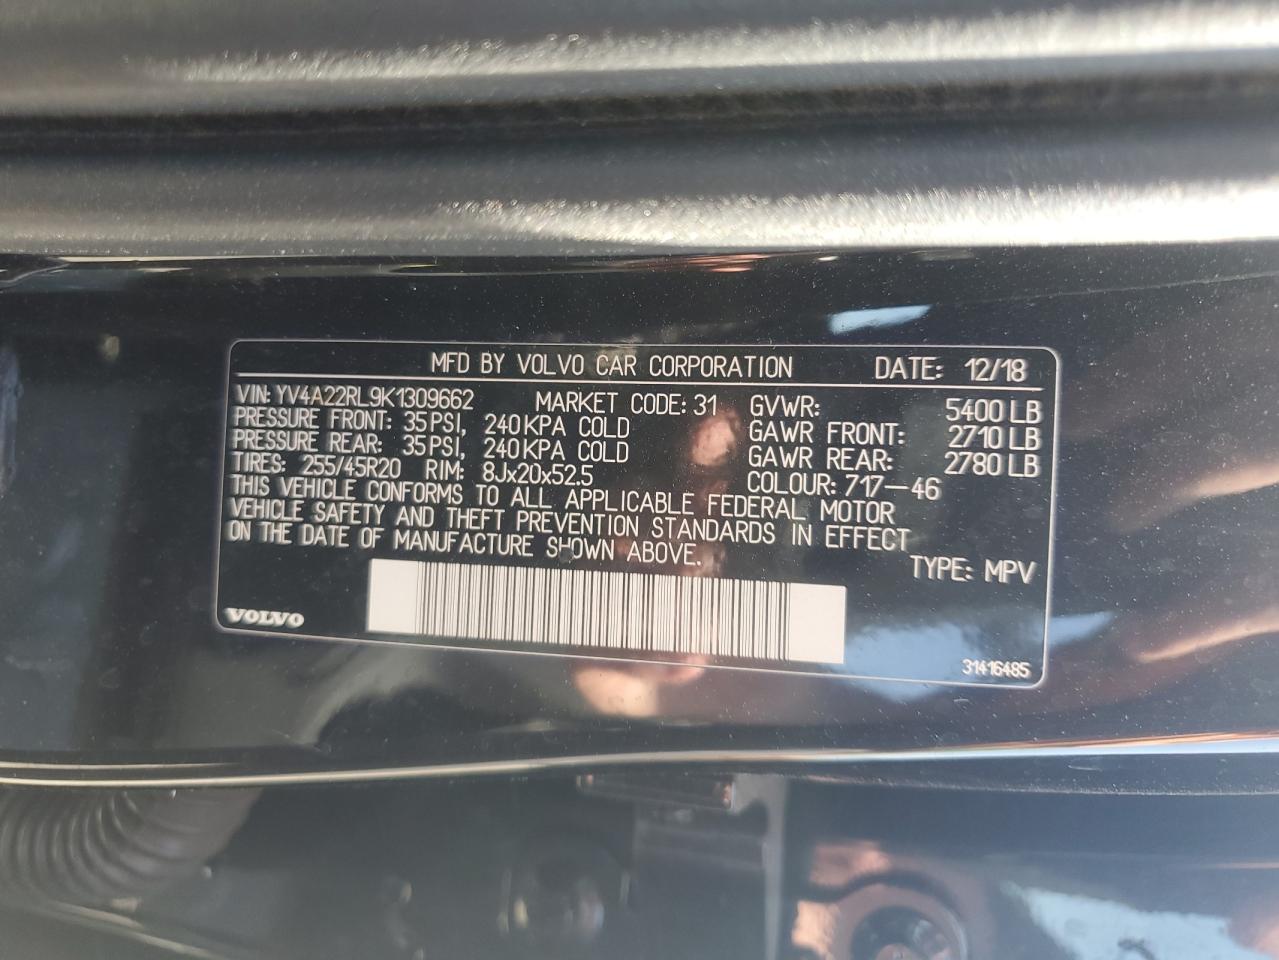 MFD BY VOLVO CAR CORPORATION DATE: 12/18
VIN: YV4A22RL9K1309662 MARKET CODE: 31 GVWR: 5400 LB
PRESSURE FRONT: 35 PSI, 240 KPA COLD GAWR FRONT: 2710 LB
PRESSURE REAR: 35 PSI, 240 KPA COLD GAWR REAR: 2780 LB
TIRES: 255/45R20 RIM: 8Jx20x52.5 COLOUR: 717-46
THIS VEHICLE CONFORMS TO ALL APPLICABLE FEDERAL MOTOR
VEHICLE SAFETY AND THEFT PREVENTION STANDARDS IN EFFECT
ON THE DATE OF MANUFACTURE SHOWN ABOVE.
TYPE: MPV
VOLVO
31416485